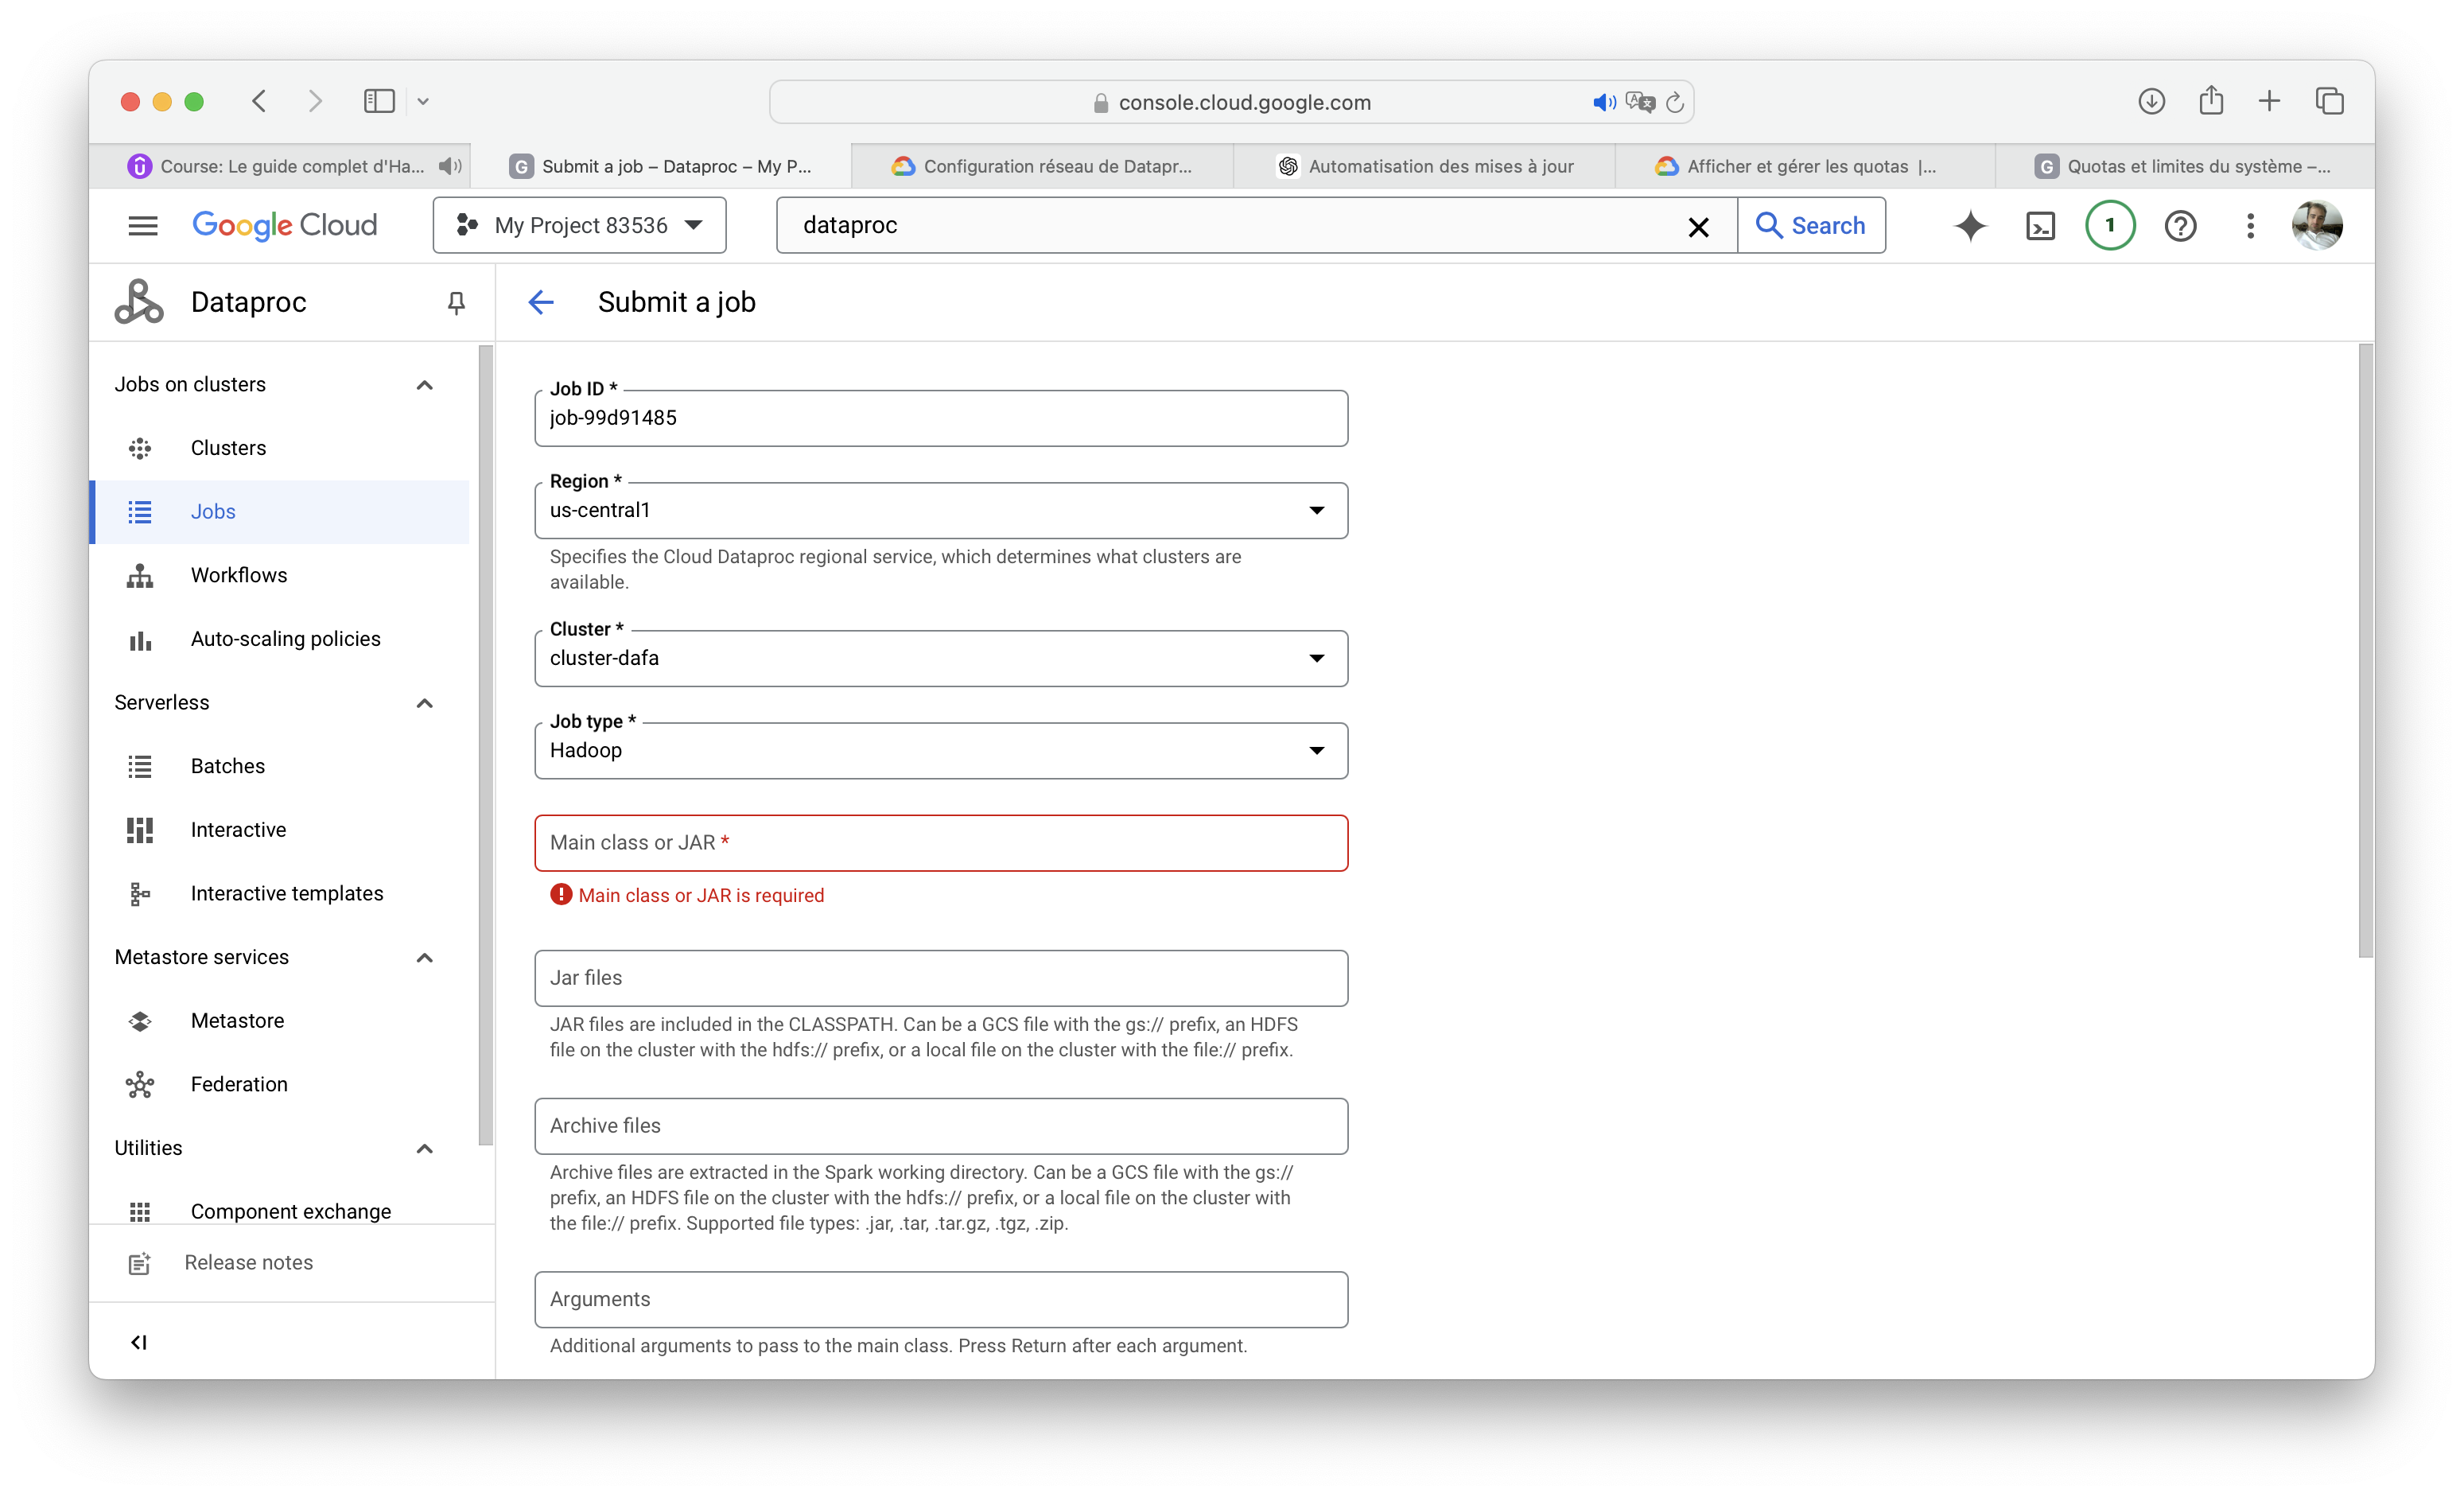 console.cloud.google.com
Course: Le guide complet d'Ha...
Submit a job – Dataproc – My P...
Configuration réseau de Datapr...
Automatisation des mises à jour
Afficher et gérer les quotas |...
Quotas et limites du système –...
Google Cloud
My Project 83536
dataproc
Search
1
Dataproc
Submit a job
Jobs on clusters
Clusters
Jobs
Workflows
Auto-scaling policies
Serverless
Batches
Interactive
Interactive templates
Metastore services
Metastore
Federation
Utilities
Component exchange
Release notes
Job ID *
job-99d91485
Region *
us-central1
Specifies the Cloud Dataproc regional service, which determines what clusters are
available.
Cluster *
cluster-dafa
Job type *
Hadoop
Main class or JAR *
Main class or JAR is required
Jar files
JAR files are included in the CLASSPATH. Can be a GCS file with the gs:// prefix, an HDFS
file on the cluster with the hdfs:// prefix, or a local file on the cluster with the file:// prefix.
Archive files
Archive files are extracted in the Spark working directory. Can be a GCS file with the gs://
prefix, an HDFS file on the cluster with the hdfs:// prefix, or a local file on the cluster with
the file:// prefix. Supported file types: .jar, .tar, .tar.gz, .tgz, .zip.
Arguments
Additional arguments to pass to the main class. Press Return after each argument.